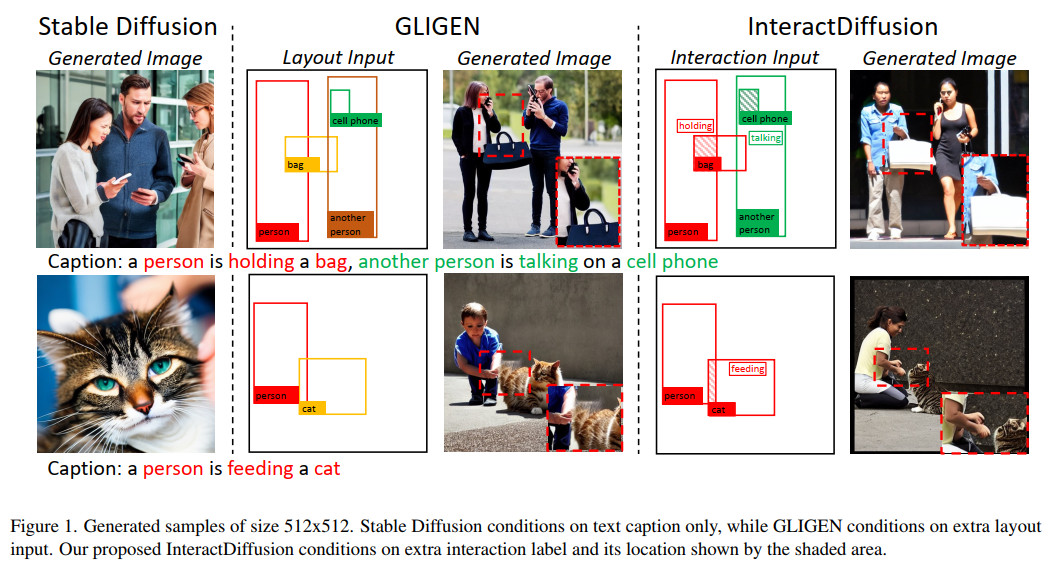 Stable Diffusion
GLIGEN
InteractDiffusion
Generated Image
Layout Input
Generated Image
Interaction Input
Generated Image
cell phone
bag
person
another
person
holding
cell phone
talking
bag
person
another
person
Caption: a person is holding a bag, another person is talking on a cell phone
person
cat
feeding
person
cat
Caption: a person is feeding a cat
Figure 1. Generated samples of size 512x512. Stable Diffusion conditions on text caption only, while GLIGEN conditions on extra layout
input. Our proposed InteractDiffusion conditions on extra interaction label and its location shown by the shaded area.